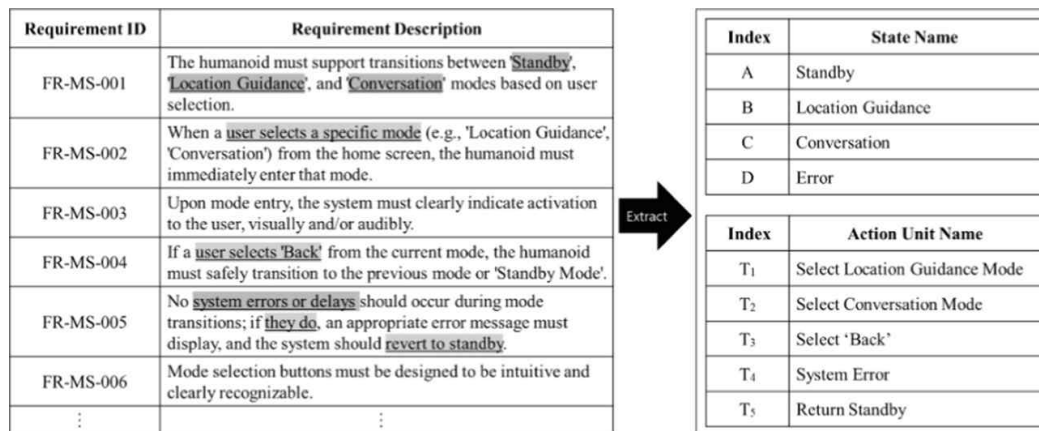 Requirement ID Requirement Description
FR-MS-001
The humanoid must support transitions between 'Standby',
'Location Guidance', and 'Conversation' modes based on user
selection.
FR-MS-002
When a user selects a specific mode (e.g., 'Location Guidance',
'Conversation') from the home screen, the humanoid must
immediately enter that mode.
FR-MS-003
Upon mode entry, the system must clearly indicate activation
to the user, visually and/or audibly.
FR-MS-004
If a user selects 'Back' from the current mode, the humanoid
must safely transition to the previous mode or 'Standby Mode'.
FR-MS-005
No system errors or delays should occur during mode
transitions; if they do, an appropriate error message must
display, and the system should revert to standby.
FR-MS-006
Mode selection buttons must be designed to be intuitive and
clearly recognizable.
⋮ ⋮
Extract
Index State Name
A Standby
B Location Guidance
C Conversation
D Error
Index Action Unit Name
T₁ Select Location Guidance Mode
T₂ Select Conversation Mode
T₃ Select ‘Back’
T₄ System Error
T₅ Return Standby